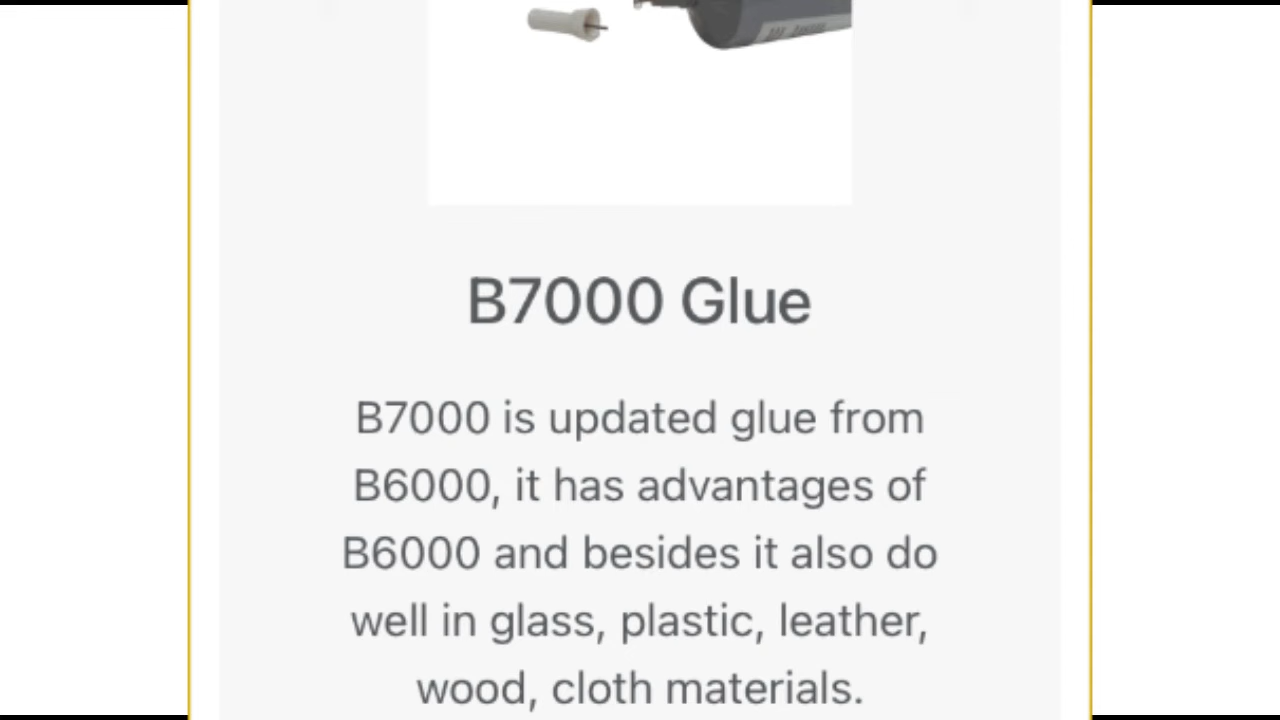 B7000 Glue
B7000 is updated glue from
B6000, it has advantages of
B6000 and besides it also do
well in glass, plastic, leather,
wood, cloth materials.